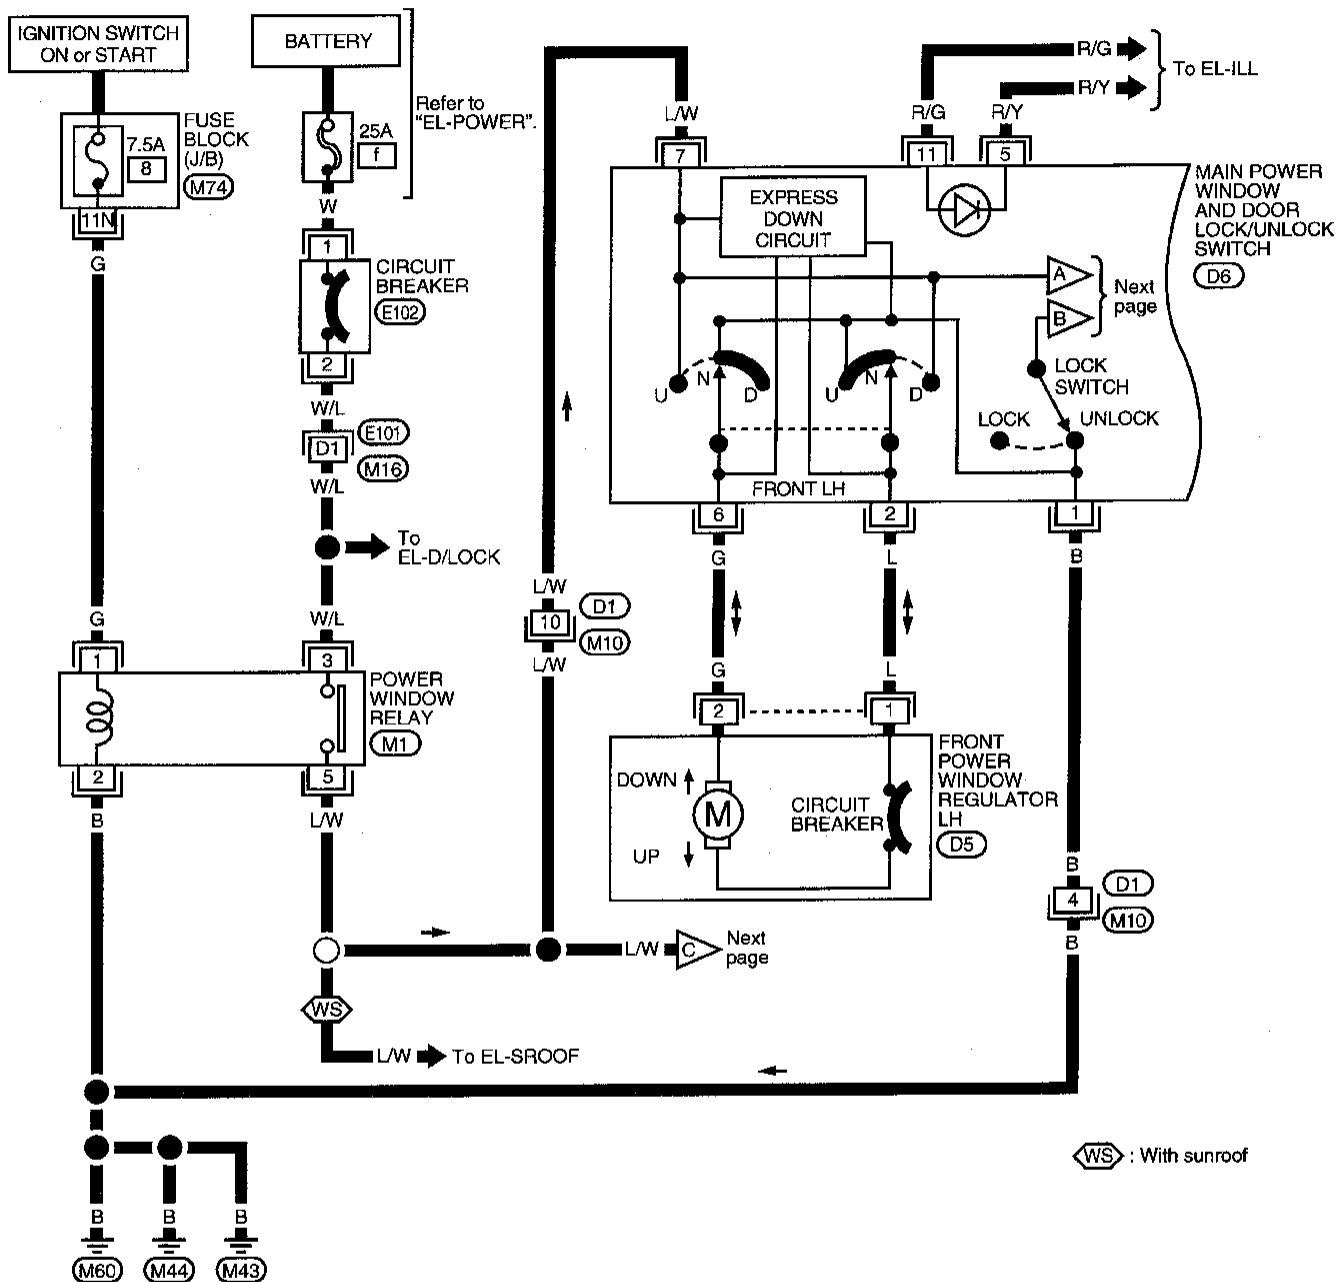 IGNITION SWITCH
ON or START
BATTERY
Refer to
"EL-POWER".
7.5A
8
FUSE
BLOCK
(J/B)
M74
11N
G
25A
f
W
1
CIRCUIT
BREAKER
E102
2
W/L
D1
E101
M16
W/L
To
EL-D/LOCK
G
W/L
1
3
POWER
WINDOW
RELAY
M1
2
5
B
L/W
WS
L/W
To EL-SROOF
L/W
C
Next
page
L/W
10
D1
M10
L/W
L/W
7
R/G
R/Y
To EL-ILL
R/G
R/Y
11
5
EXPRESS
DOWN
CIRCUIT
MAIN POWER
WINDOW
AND DOOR
LOCK/UNLOCK
SWITCH
D6
A
B
Next
page
U
N
D
U
N
D
LOCK
SWITCH
LOCK
UNLOCK
FRONT LH
6
2
1
G
L
B
G
L
2
1
DOWN
M
UP
CIRCUIT
BREAKER
FRONT
POWER
WINDOW
REGULATOR
LH
D5
B
4
D1
M10
B
B
B
B
M60
M44
M43
WS : With sunroof